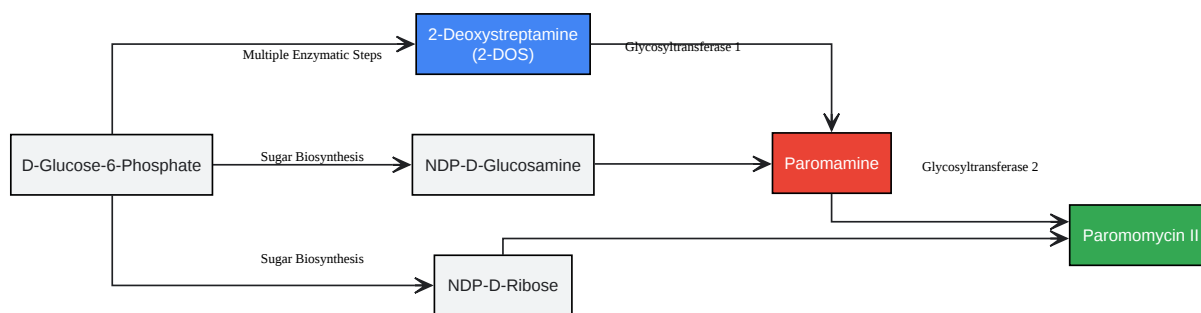 2-Deoxystreptamine
(2-DOS)
Multiple Enzymatic Steps
Glycosyltransferase 1
D-Glucose-6-Phosphate
Sugar Biosynthesis
NDP-D-Glucosamine
Paromamine
Glycosyltransferase 2
Paromomycin II
Sugar Biosynthesis
NDP-D-Ribose